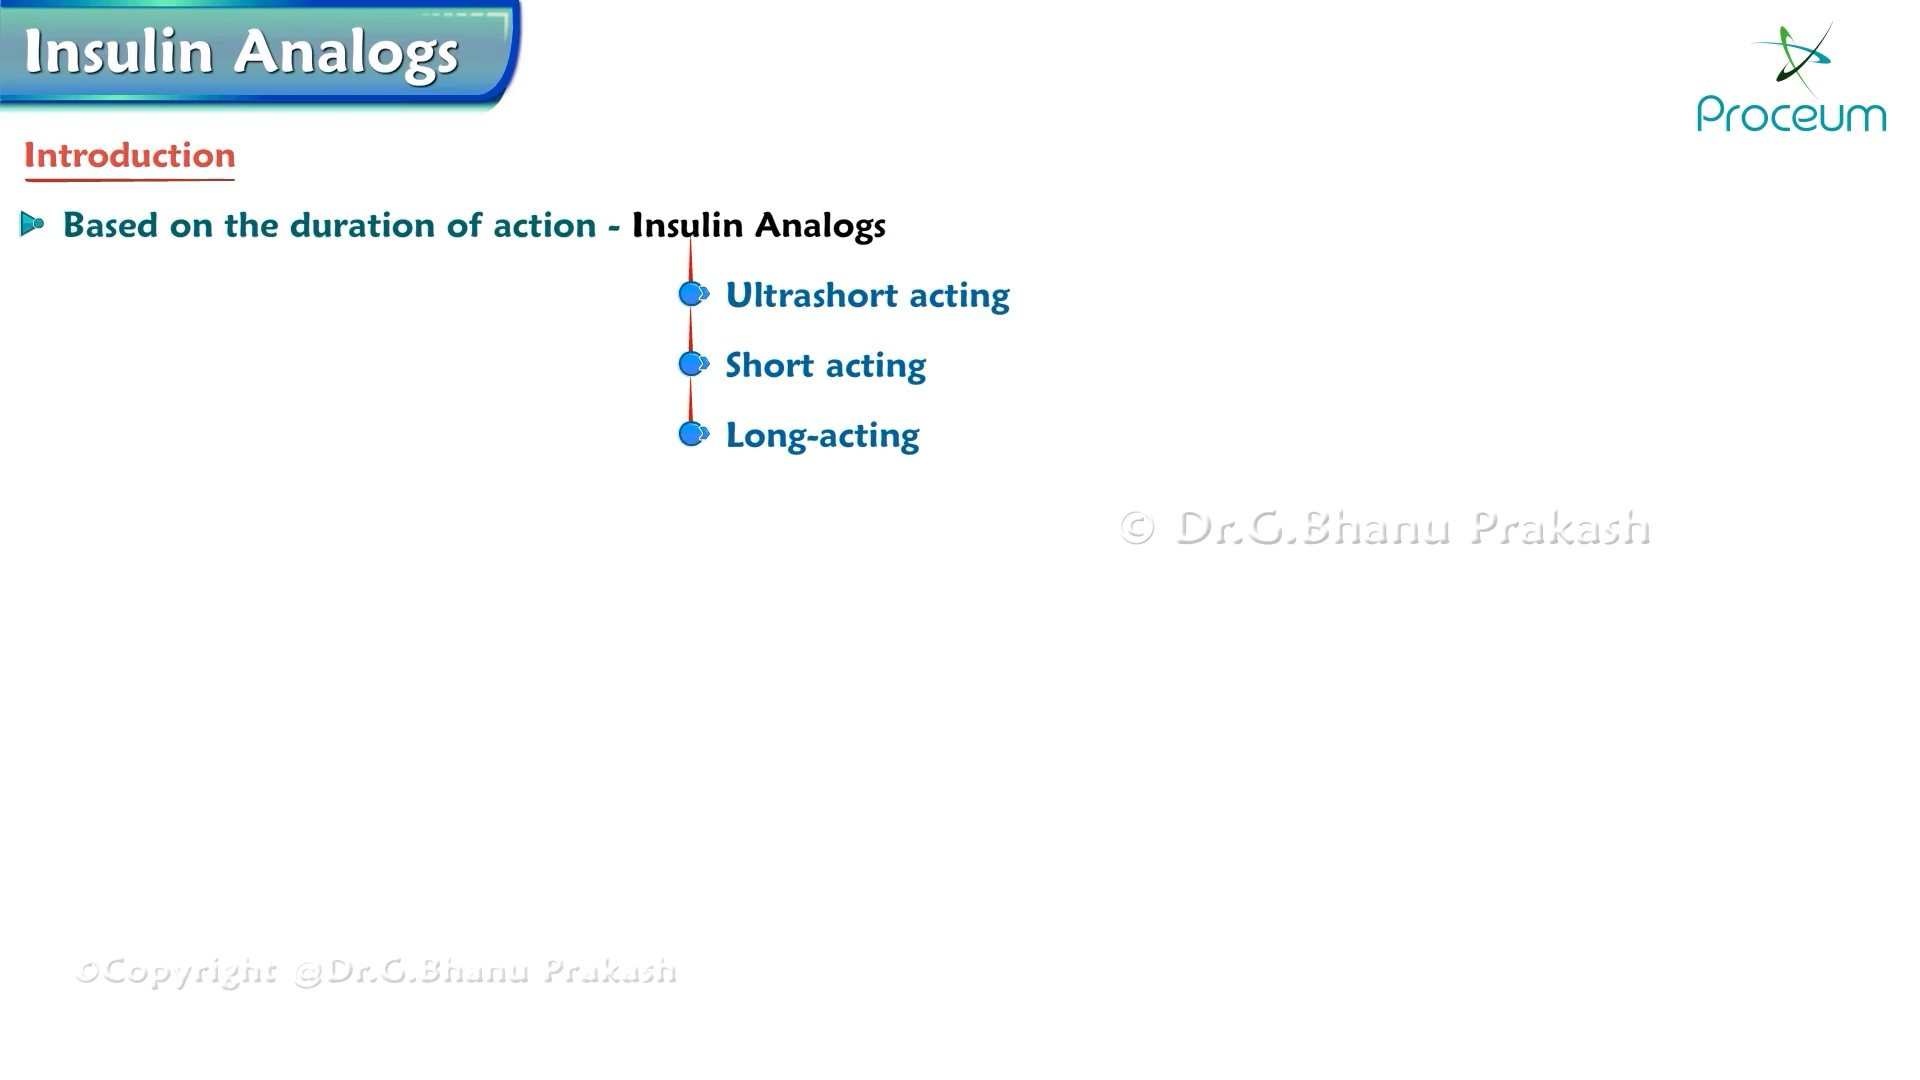 Insulin Analogs
Proceum
Introduction
Based on the duration of action - Insulin Analogs
Ultrashort acting
Short acting
Long-acting
© Dr.G.Bhanu Prakash
©Copyright @Dr.G.Bhanu Prakash